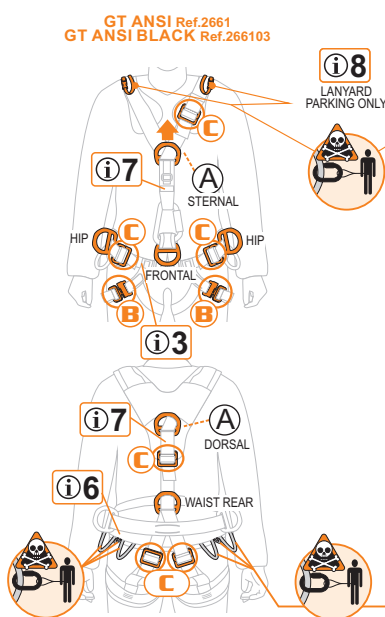 GT ANSI Ref.2661
GT ANSI BLACK Ref.266103
i8
LANYARD
PARKING ONLY
C
i7
A
STERNAL
HIP
C
C
HIP
FRONTAL
B
B
i3
i7
A
DORSAL
C
i6
WAIST REAR
C